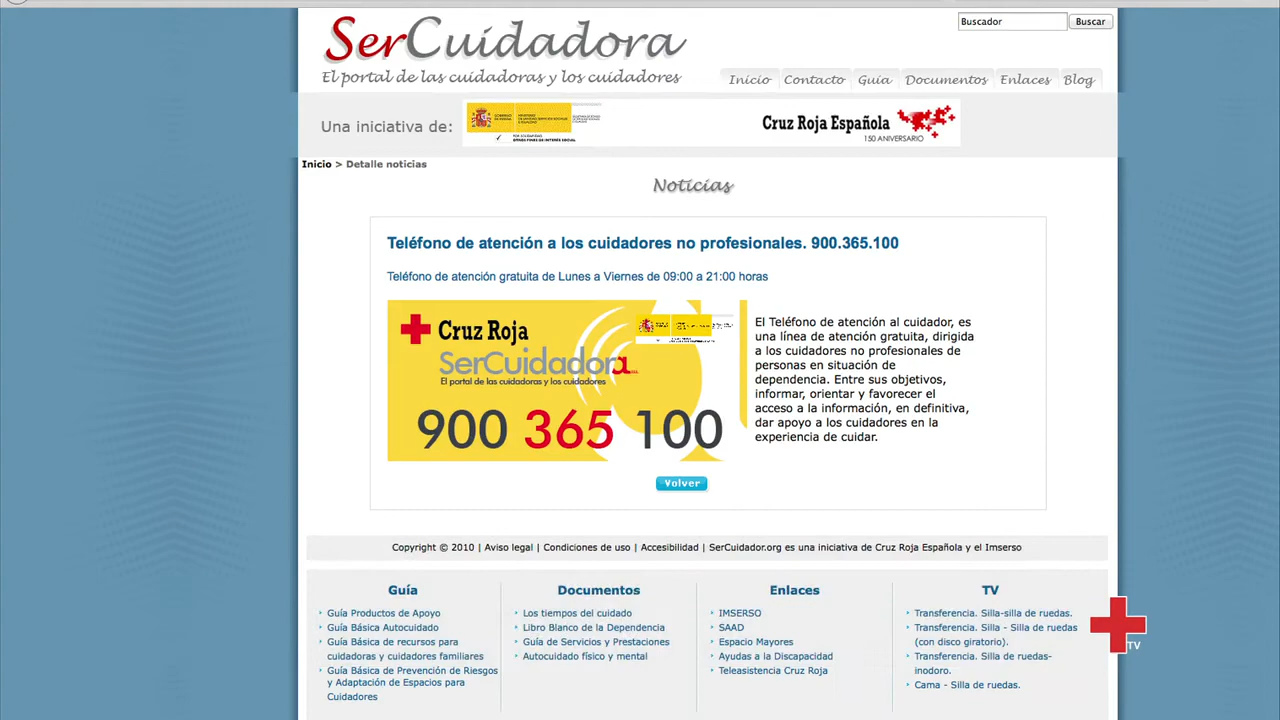 Buscador
Buscar
SerCuidadora
El portal de las cuidadoras y los cuidadores
Inicio Contacto Guía Documentos Enlaces Blog
Una iniciativa de:
Cruz Roja Española
150 ANIVERSARIO
Inicio > Detalle noticias
Noticias
Teléfono de atención a los cuidadores no profesionales. 900.365.100
Teléfono de atención gratuita de Lunes a Viernes de 09:00 a 21:00 horas
Cruz Roja
SerCuidadora
El portal de las cuidadoras y los cuidadores
900 365 100
El Teléfono de atención al cuidador, es
una línea de atención gratuita, dirigida
a los cuidadores no profesionales de
personas en situación de
dependencia. Entre sus objetivos,
informar, orientar y favorecer el
acceso a la información, en definitiva,
dar apoyo a los cuidadores en la
experiencia de cuidar.
Volver
Copyright © 2010 | Aviso legal | Condiciones de uso | Accesibilidad | SerCuidador.org es una iniciativa de Cruz Roja Española y el Imserso
Guía
Guía Productos de Apoyo
Guía Básica Autocuidado
Guía Básica de recursos para
cuidadoras y cuidadores familiares
Guía Básica de Prevención de Riesgos
y Adaptación de Espacios para
Cuidadores
Documentos
Los tiempos del cuidado
Libro Blanco de la Dependencia
Guía de Servicios y Prestaciones
Autocuidado físico y mental
Enlaces
IMSERSO
SAAD
Espacio Mayores
Ayudas a la Discapacidad
Teleasistencia Cruz Roja
TV
Transferencia. Silla-silla de ruedas.
Transferencia. Silla - Silla de ruedas
(con disco giratorio).
Transferencia. Silla de ruedas-
inodoro.
Cama - Silla de ruedas.
TV